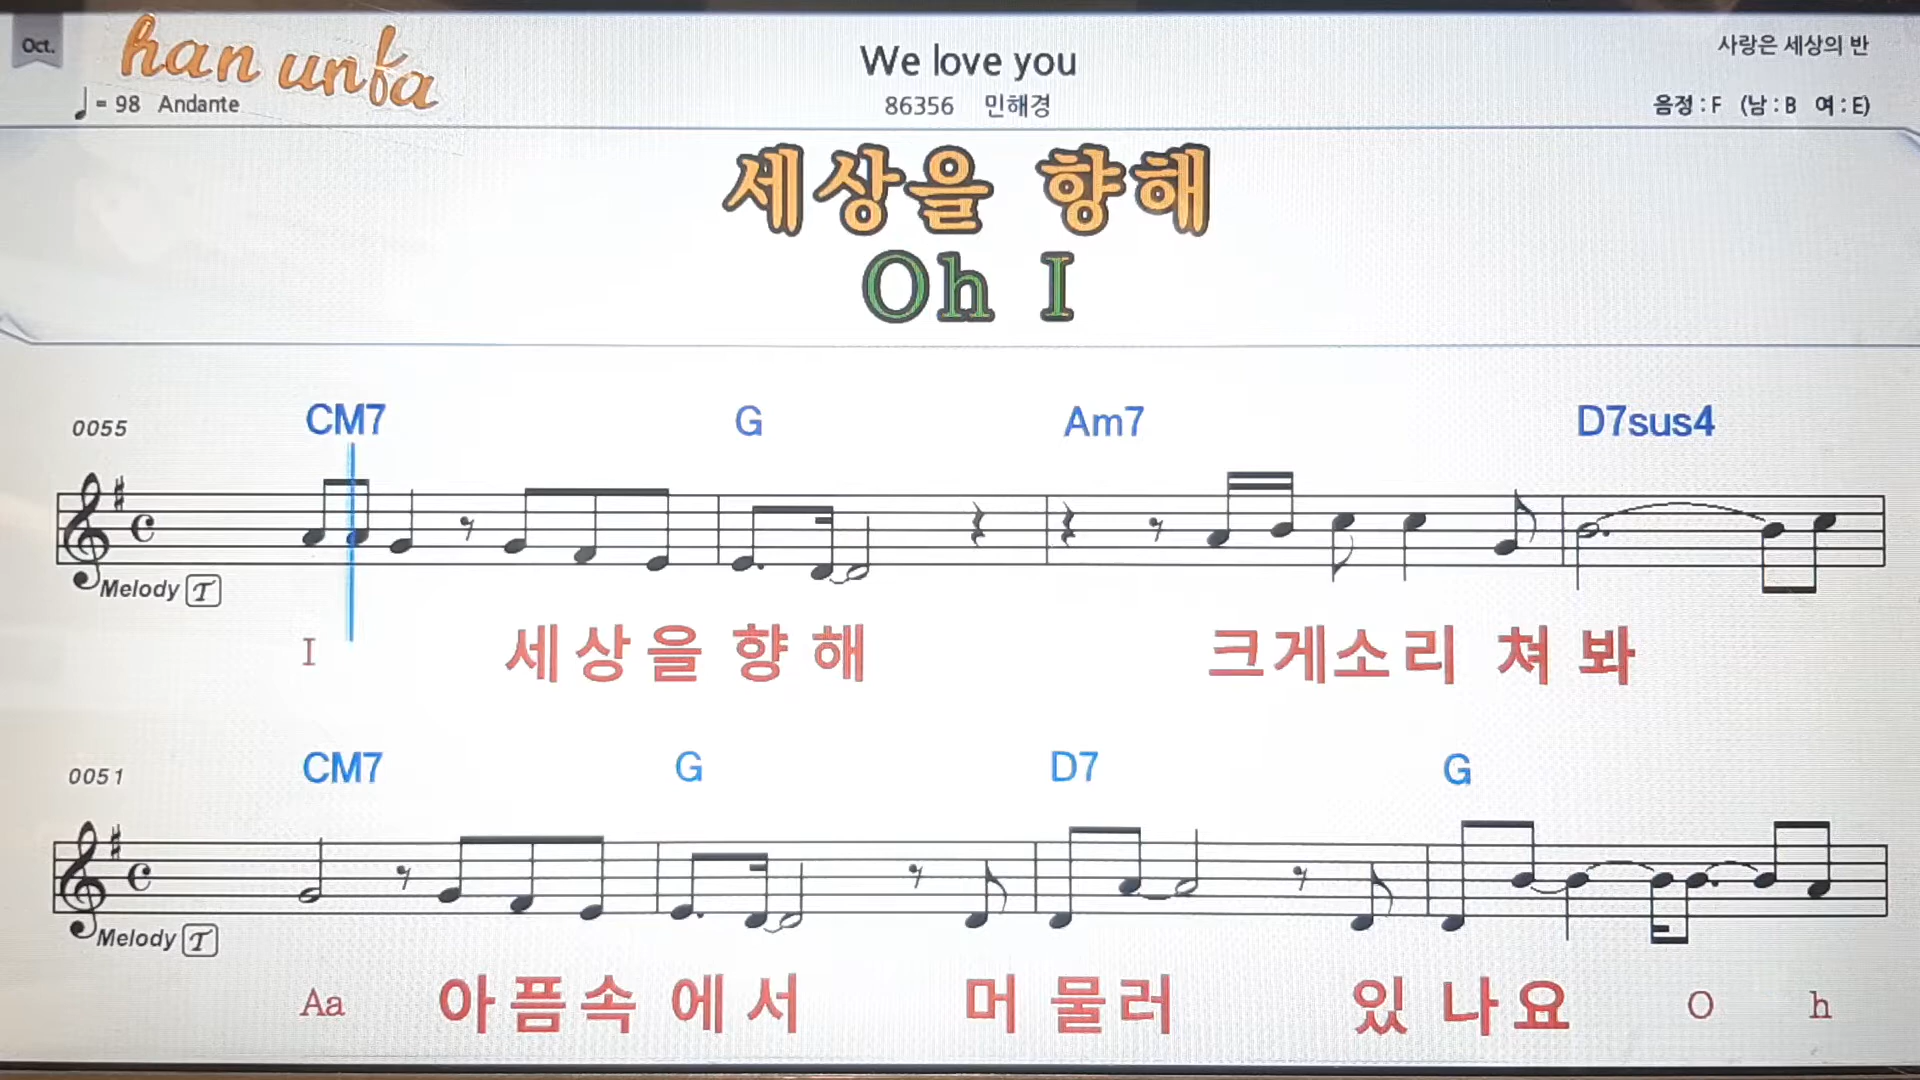 Oct.
han unfa
We love you
사랑은 세상의 반
♩= 98 Andante
86356 민해경
음정 : F (남 : B 여 : E)
세상을 향해
Oh I
0055 CM7 G Am7 D7sus4
Melody T
I 세상을 향해 크게소리 쳐 봐
0051 CM7 G D7 G
Melody T
Aa 아픔속 에서 머 물러 있 나요 O h